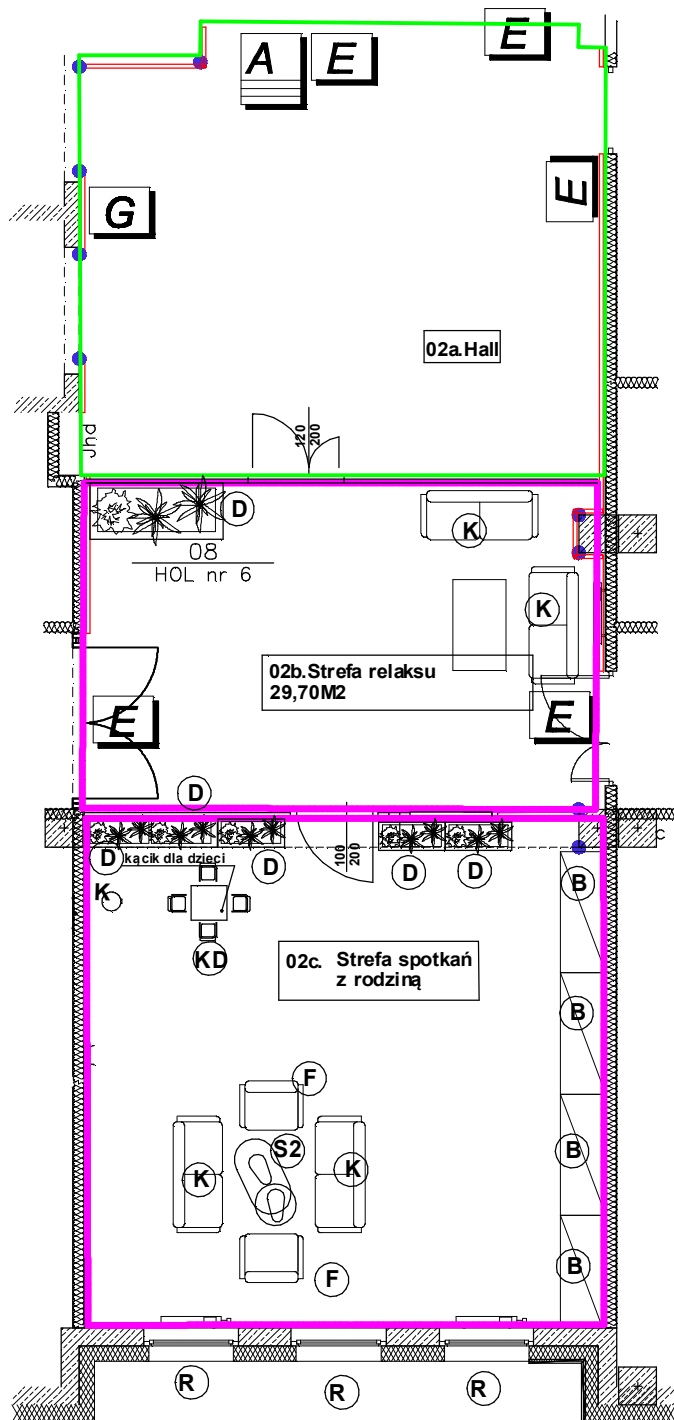 E
A
E
E
G
02a.Hall
Jhd
120
200
D
K
08
HOL nr 6
K
02b.Strefa relaksu
29,70M2
E
E
D
D
kącik dla dzieci
D
D
D
100
200
c
B
K
KD
02c. Strefa spotkań
z rodziną
B
F
S2
K
K
B
F
B
R
R
R